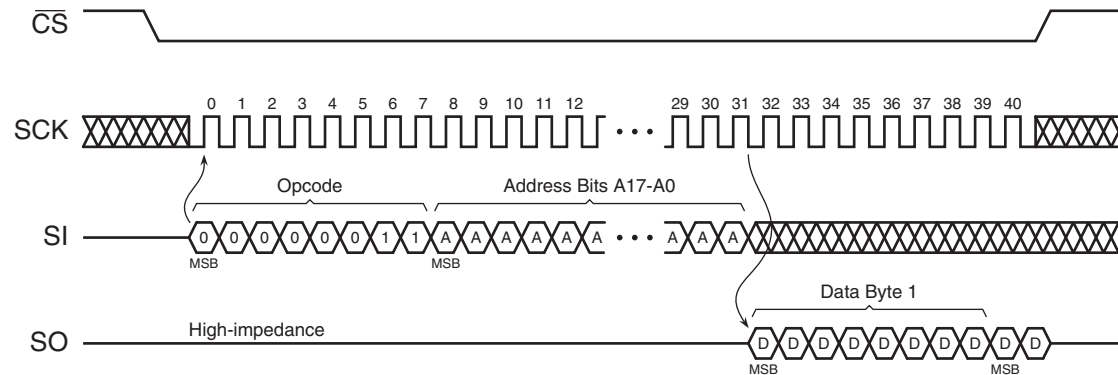 CS
0 1 2 3 4 5 6 7 8 9 10 11 12 29 30 31 32 33 34 35 36 37 38 39 40
SCK
Opcode Address Bits A17-A0
SI 0 0 0 0 0 0 1 1 A A A A A A A A A
MSB MSB
Data Byte 1
High-impedance
SO D D D D D D D D D D
MSB MSB